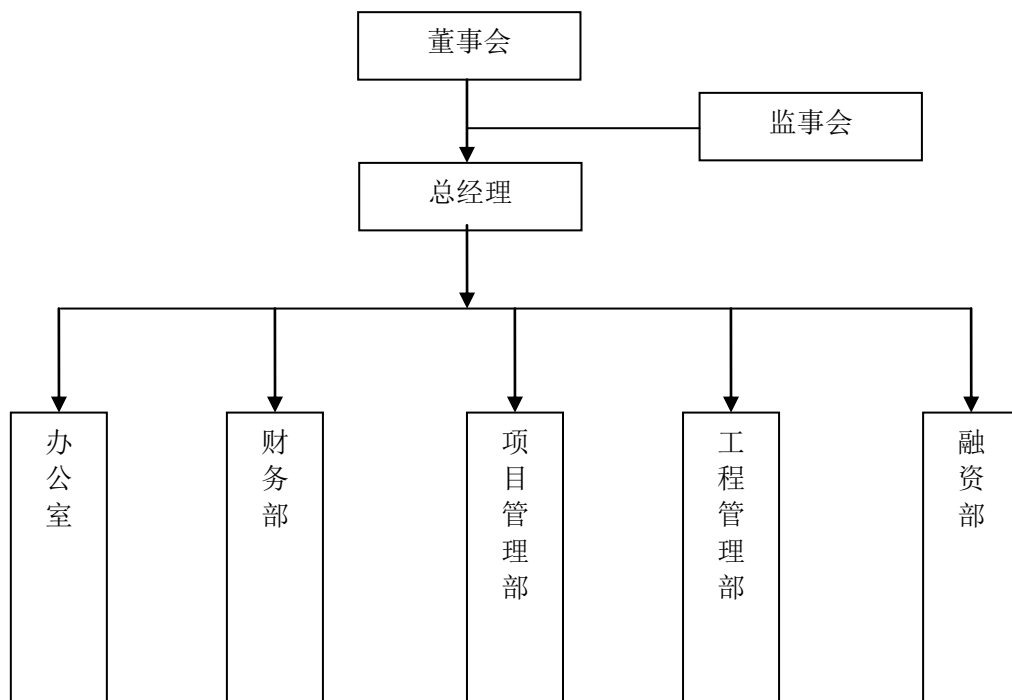 董事会
监事会
总经理
办公室
财务部
项目管理部
工程管理部
融资部